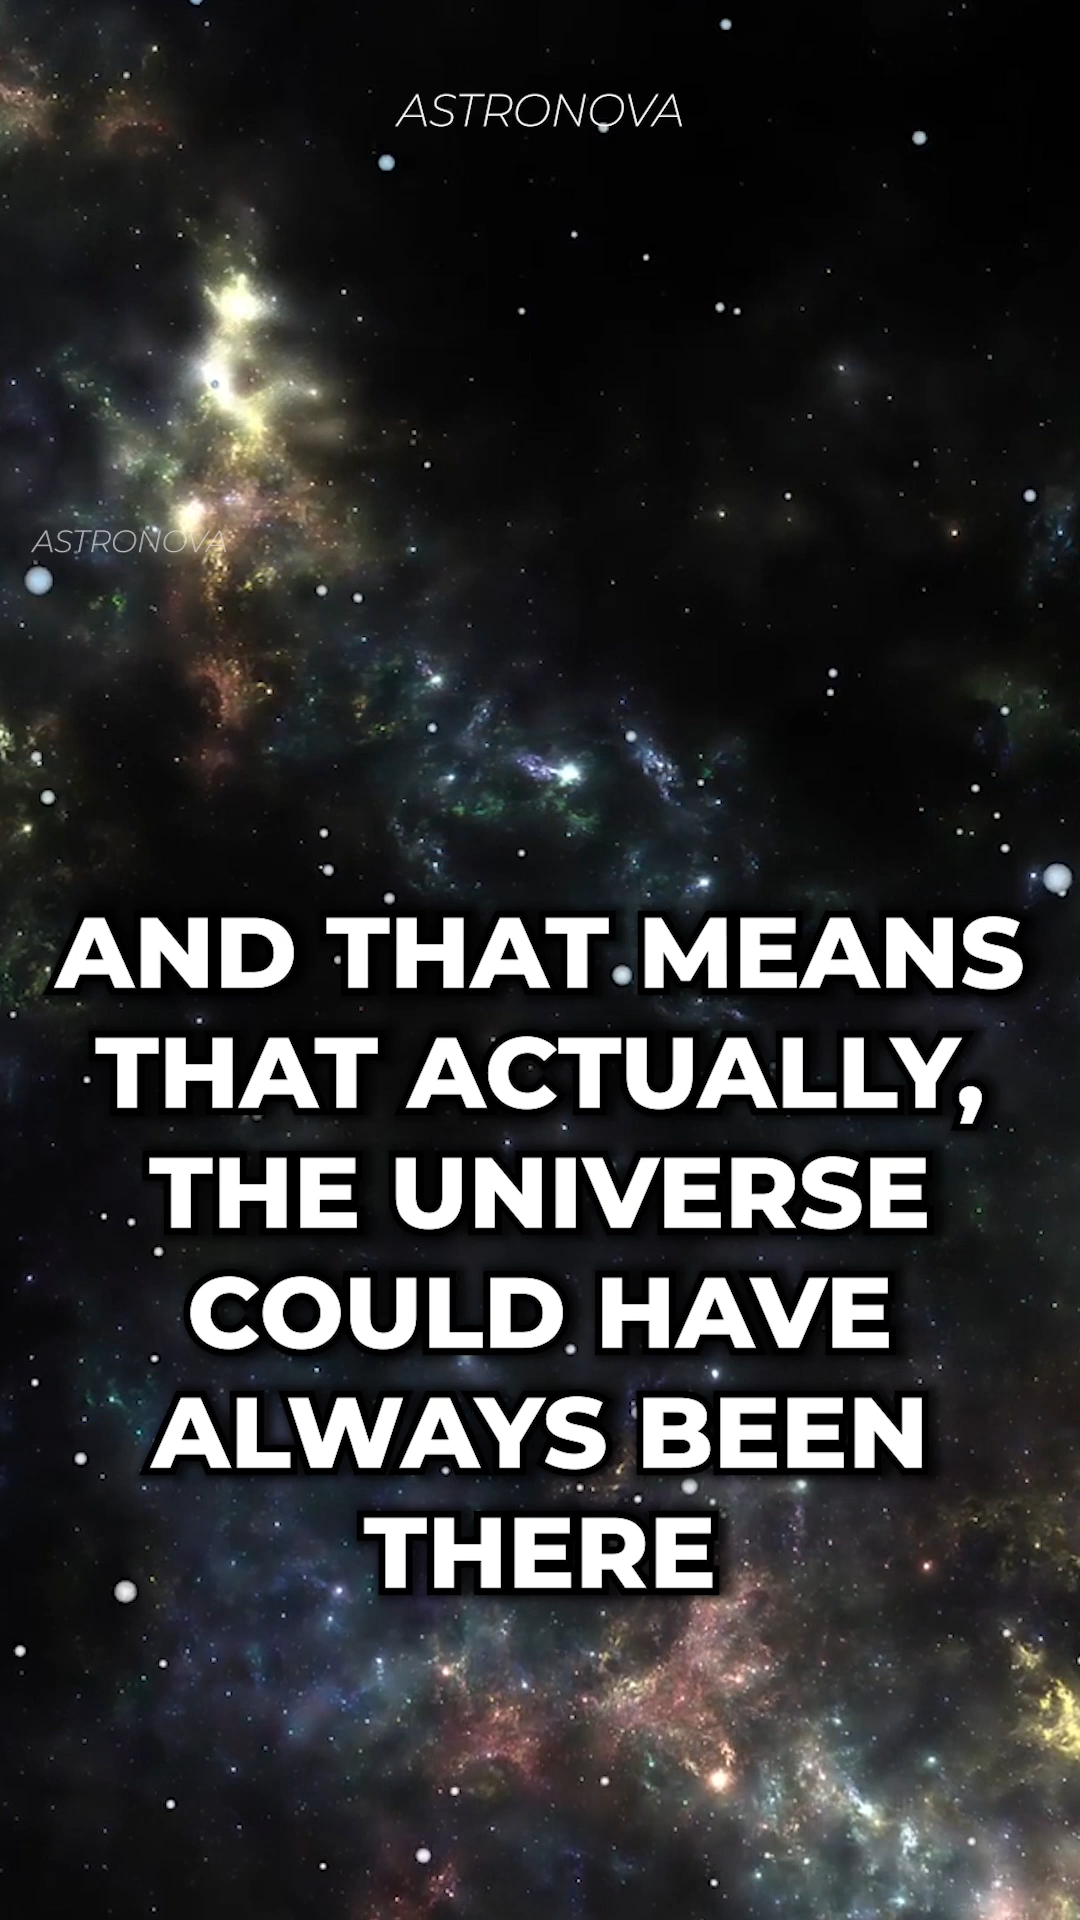 ASTRONOVA
ASTRONOVA
AND THAT MEANS
THAT ACTUALLY,
THE UNIVERSE
COULD HAVE
ALWAYS BEEN
THERE